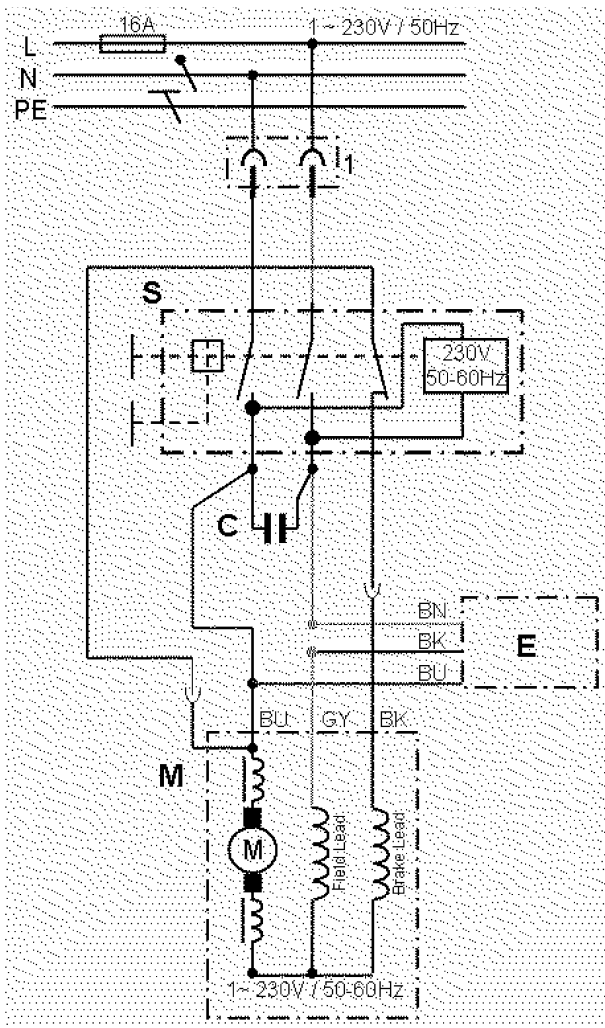 16A
1~ 230V / 50Hz
L
N
PE
1
S
230V
50-60Hz
C
BN
BK
E
BU
BU GY BK
M
M
Field Lead
Brake Lead
1~ 230V / 50-60Hz